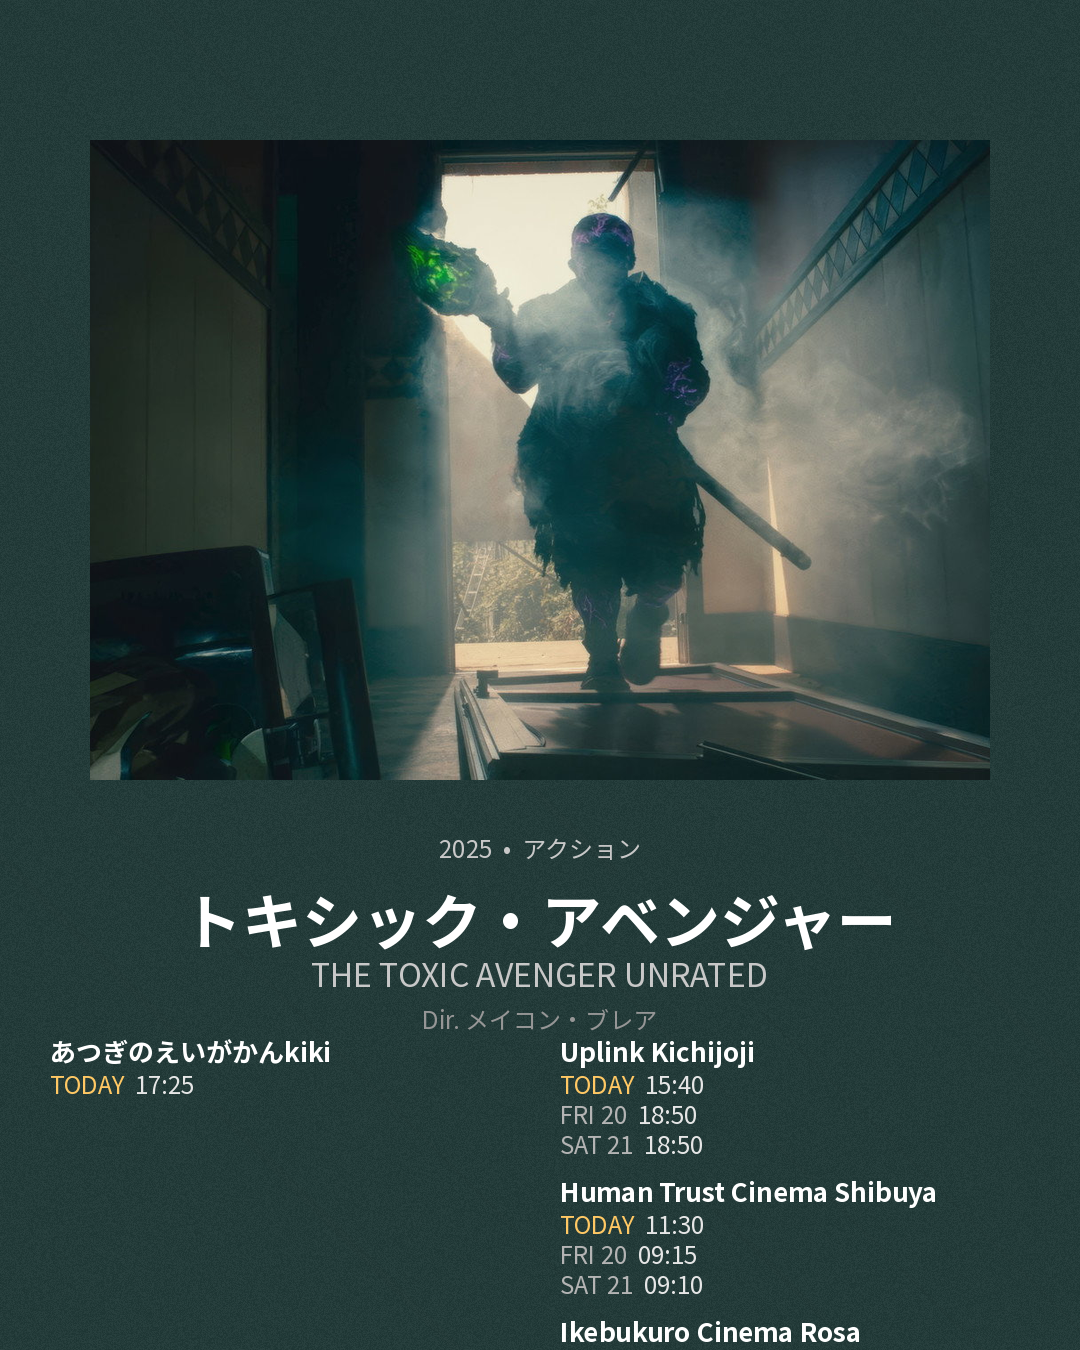 2025 • アクション
トキシック・アベンジャー
THE TOXIC AVENGER UNRATED
Dir. メイコン・ブレア
あつぎのえいがかんkiki
TODAY 17:25
Uplink Kichijoji
TODAY 15:40
FRI 20 18:50
SAT 21 18:50
Human Trust Cinema Shibuya
TODAY 11:30
FRI 20 09:15
SAT 21 09:10
Ikebukuro Cinema Rosa